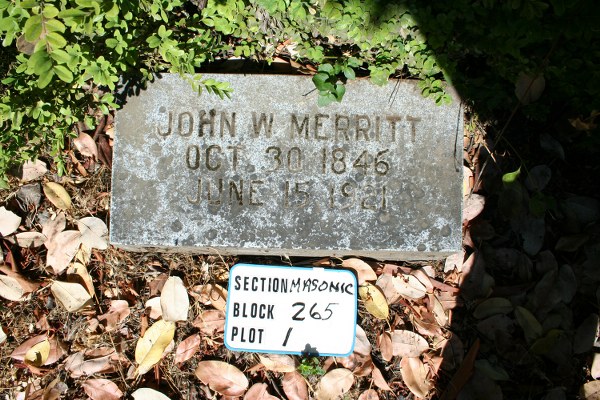 JOHN W MERRITT
OCT. 30 1846
JUNE 15 1921
SECTION MASONIC
BLOCK 265
PLOT 1